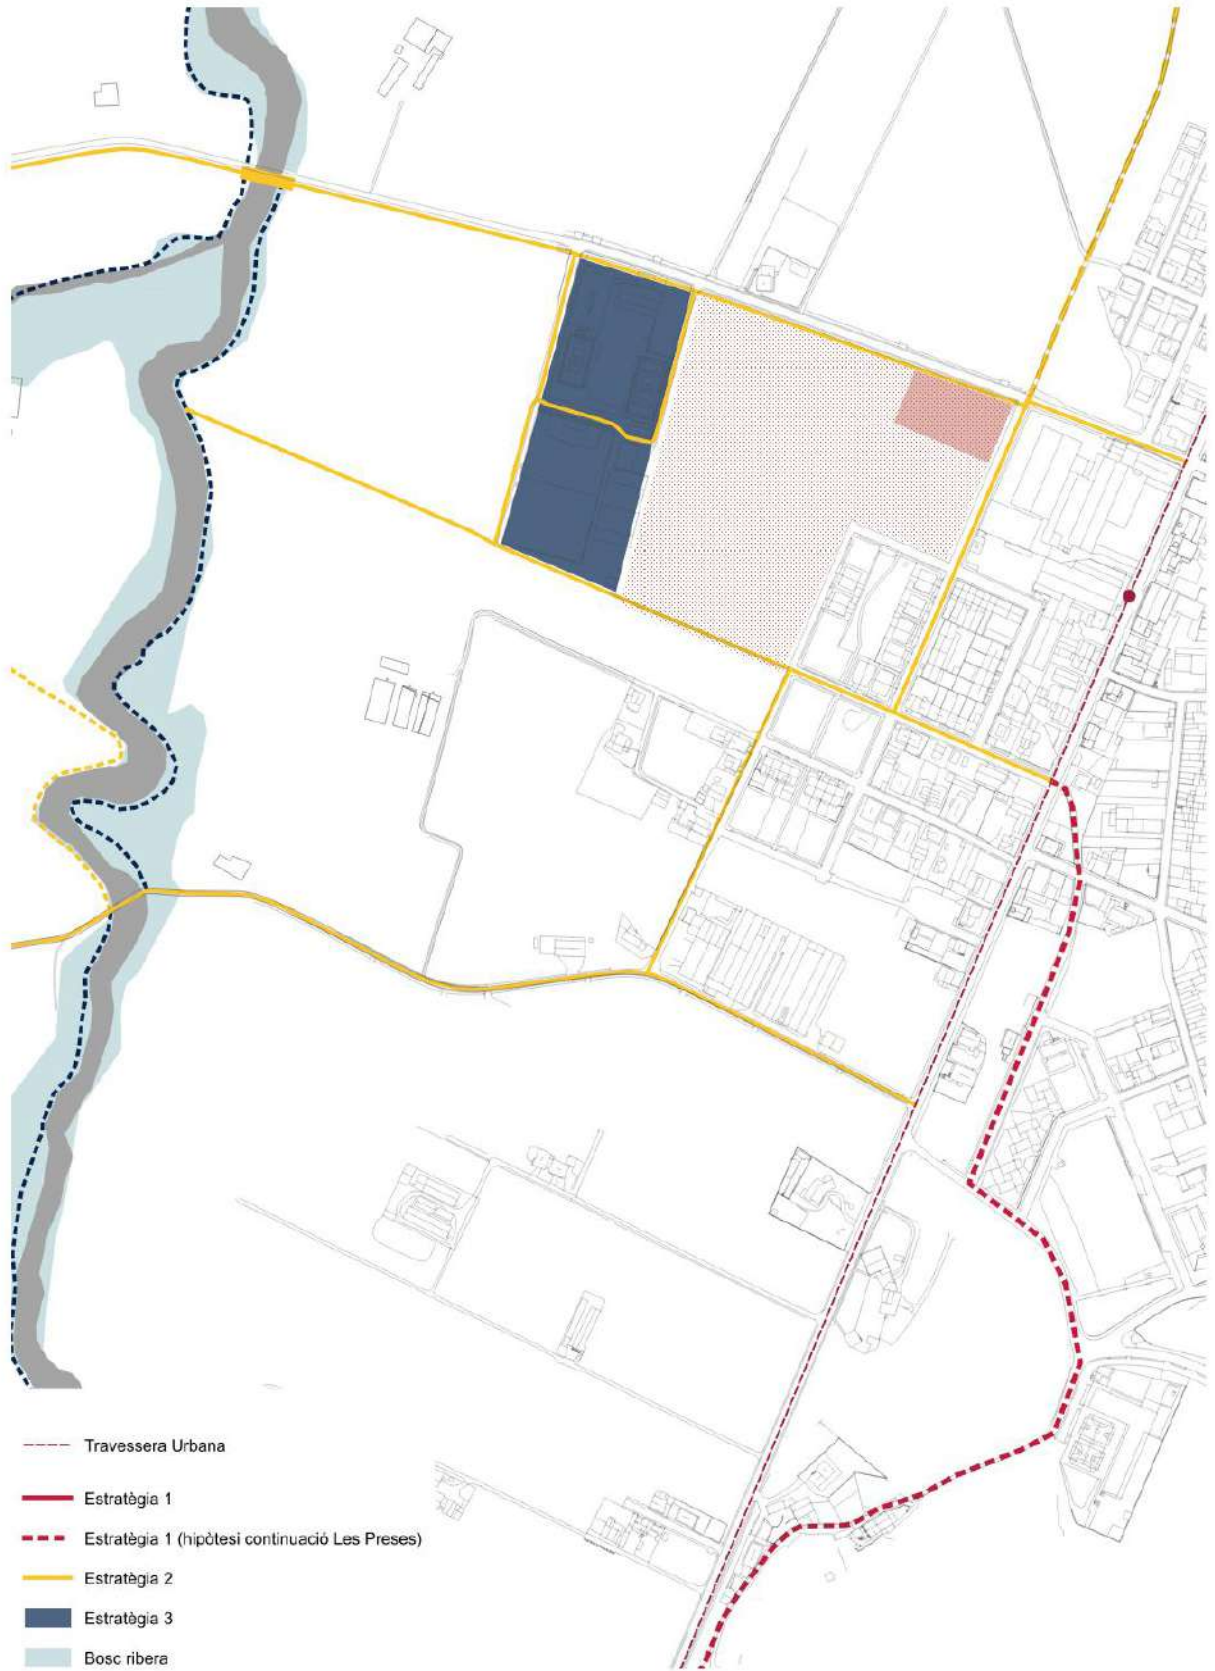 Travessera Urbana
Estratègia 1
Estratègia 1 (hipòtesi continuació Les Preses)
Estratègia 2
Estratègia 3
Bosc ribera